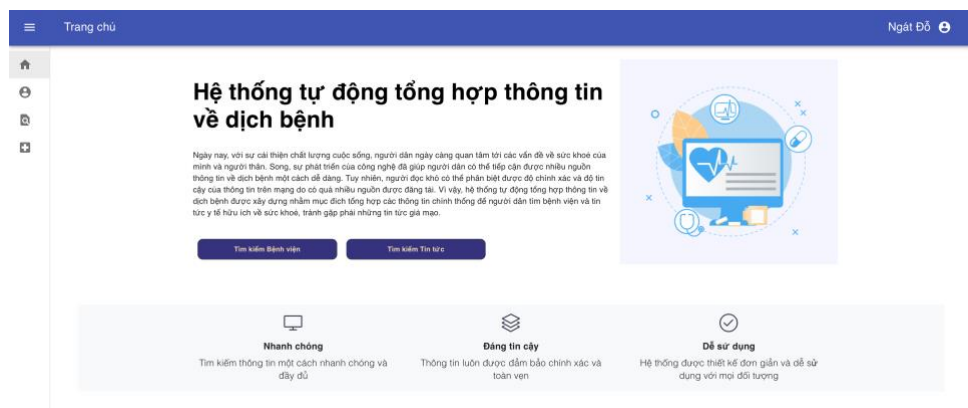 Trang chủ
Ngát Đỗ
Hệ thống tự động tổng hợp thông tin
về dịch bệnh
Ngày nay, với sự cải thiện chất lượng cuộc sống, người dân ngày càng quan tâm tới các vấn đề về sức khoẻ của
mình và người thân. Song, sự phát triển của công nghệ đã giúp người dân có thể tiếp cận được nhiều nguồn
thông tin về dịch bệnh một cách dễ dàng. Tuy nhiên, người đọc khó có thể phân biệt được độ chính xác và độ tin
cậy của thông tin trên mạng do có quá nhiều nguồn được đăng tải. Vì vậy, hệ thống tự động tổng hợp thông tin về
dịch bệnh được xây dựng nhằm mục đích tổng hợp các thông tin chính thống để người dân tìm bệnh viện và tin
tức y tế hữu ích về sức khoẻ, tránh gặp phải những tin tức giả mạo.
Tìm kiếm Bệnh viện
Tìm kiếm Tin tức
Nhanh chóng
Tìm kiếm thông tin một cách nhanh chóng và
đầy đủ
Đáng tin cậy
Thông tin luôn được đảm bảo chính xác và
toàn vẹn
Dễ sử dụng
Hệ thống được thiết kế đơn giản và dễ sử
dụng với mọi đối tượng